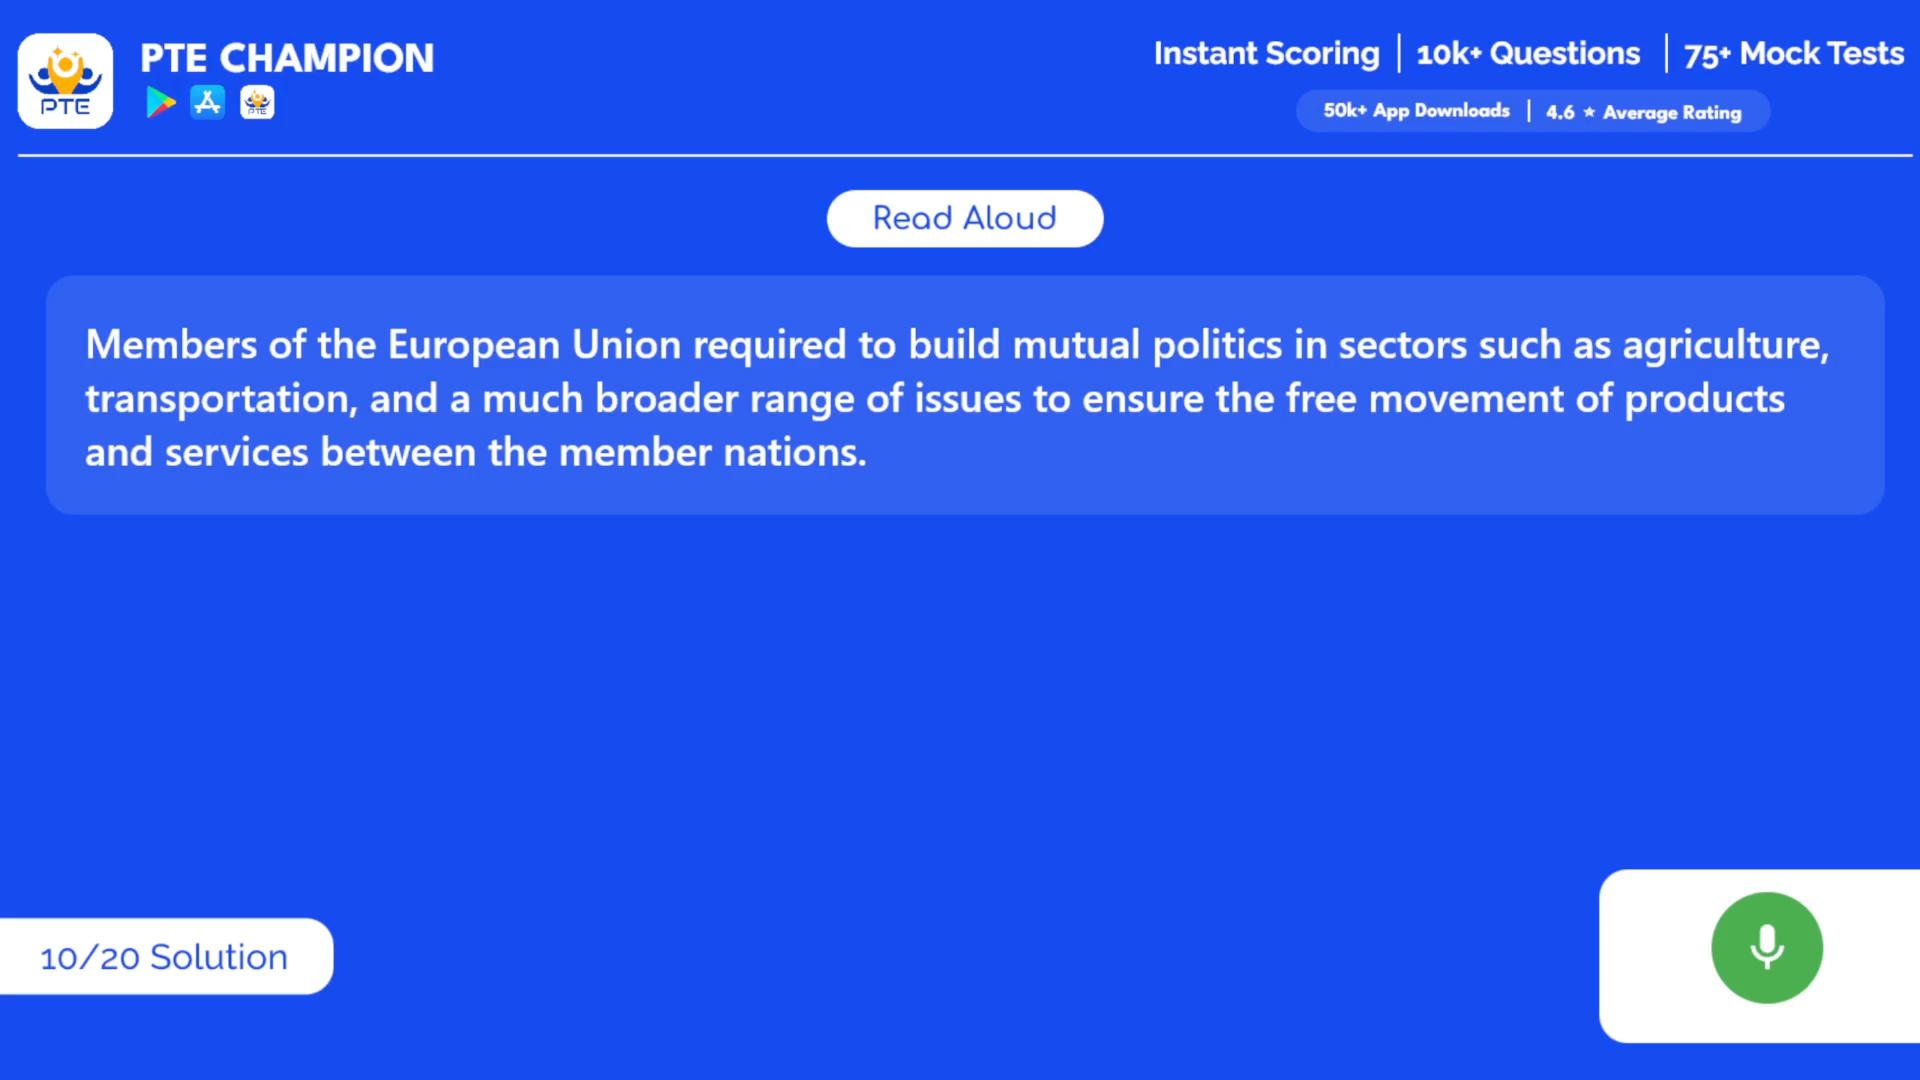 PTE CHAMPION
PTE
PTE
Instant Scoring | 10k+ Questions | 75+ Mock Tests
50k+ App Downloads | 4.6 ★ Average Rating
Read Aloud
Members of the European Union required to build mutual politics in sectors such as agriculture,
transportation, and a much broader range of issues to ensure the free movement of products
and services between the member nations.
10/20 Solution